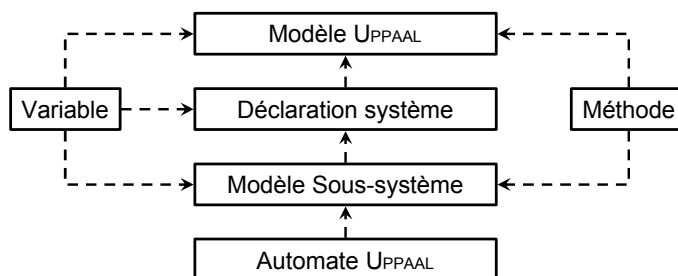 Modèle UPPAAL
Variable
Déclaration système
Méthode
Modèle Sous-système
Automate UPPAAL